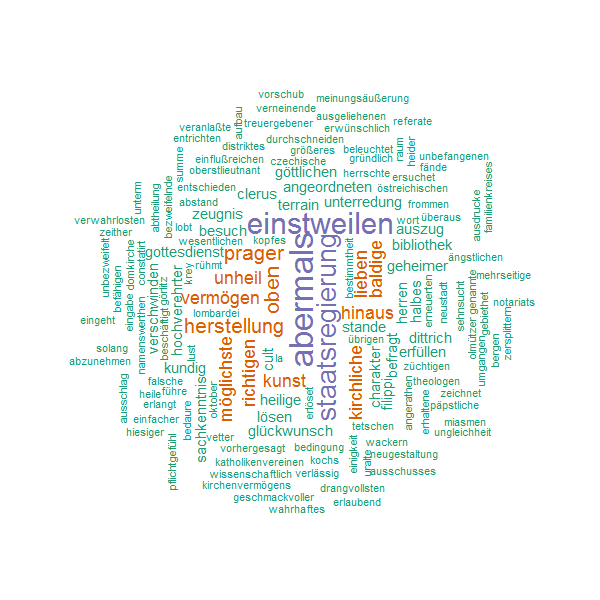 vorschub
meinungsäußerung
verneinende
aufbau
treuergebener
ausgeliehenen
veranlaßte
erwünschlich
referate
entrichten
durchschneiden
distriktes
größeres
beleuchtet
raum
heider
unbefangenen
summe
einflußreichen
czechische
gründlich
fände
familienkreises
oberstlieutnant
göttlichen
herrschte
ersuchet
unterm
abtheilung
bezweifelnde
entschieden
clerus
angeordneten
östreichischen
ausdrucke
abstand
terrain
unterredung
frommen
verwahrlosten
zeugnis
einstweilen
wort
überaus
zeither
lobt
besuch
auszug
unbezweifelt
domkirche
constatirt
wesentlichen
kopfes
bibliothek
gottesdienst
prager
abermals
staatsregierung
bestimmtheit
lieben
baldige
ängstlichen
befähigen
verschwinden
krey
rühmt
oben
geheimer
mehrseitige
namenswerthen
beschäftigt
görlitz
hochverehrter
unheil
herren
halbes
erneuerten
neustadt
sehnsucht
olmützer
genannte
gebiethet
notariats
eingabe
vermögen
eingeht
lombardei
hinaus
umgangen
bergen
zersplittern
herstellung
stande
solang
lust
möglichste
richtigen
übrigen
dittrich
abzunehmen
kundig
cult
la
kirchliche
charakter
filippi
befragt
erfüllen
züchtigen
falsche
sachkenntnis
kunst
angerathen
theologen
ausschlag
heile
führe
oktober
heilige
erlöset
erhaltene
zeichnet
erlangt
bedaure
päpstliche
einfacher
lösen
miasmen
hiesiger
glückwunsch
tetschen
ungleichheit
pflichtgefühl
vetter
einigkeit
uralte
wackern
vorhergesagt
bedingung
neugestaltung
katholikenvereinen
kochs
wissenschaftlich
verlässig
ausschusses
kirchenvermögens
drangvollsten
geschmackvoller
erlaubend
wahrhaftes